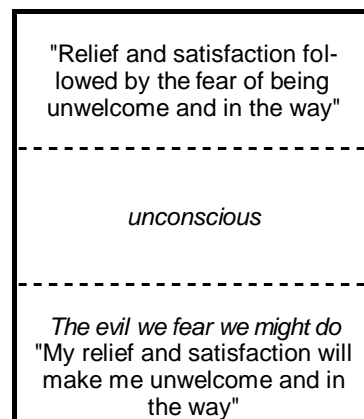 "Relief and satisfaction fol-
lowed by the fear of being
unwelcome and in the way"
unconscious
The evil we fear we might do
"My relief and satisfaction will
make me unwelcome and in
the way"